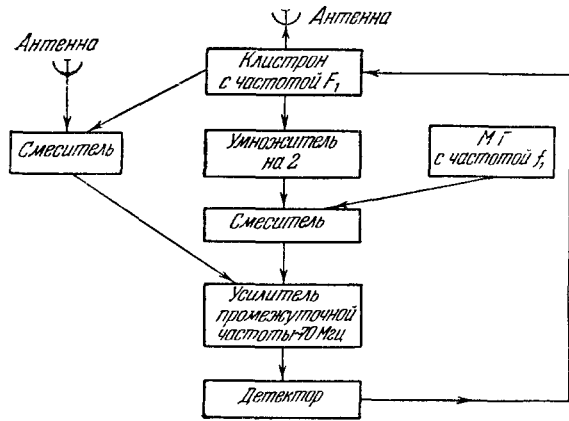 Антенна
Антенна
Клистрон
с частотой F₁
Смеситель
Умножитель
на 2
МГ
с частотой f₁
Смеситель
Усилитель
промежуточной
частоты-70 Мгц
Детектор